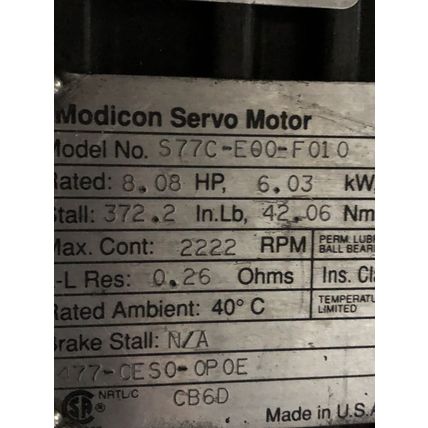 Modicon Servo Motor
Model No. S77C-E00-F010
Rated: 8.08 HP, 6.03 kW
Stall: 372.2 In.Lb, 42.06 Nm
Max. Cont: 2222 RPM PERM. LUB
BALL BEAR
-L Res: 0.26 Ohms Ins. Cl
Rated Ambient: 40° C TEMPERATU
LIMITED
Brake Stall: N/A
477-CES0-0P0E
NRTL/C CB6D
SA Made in U.S.A